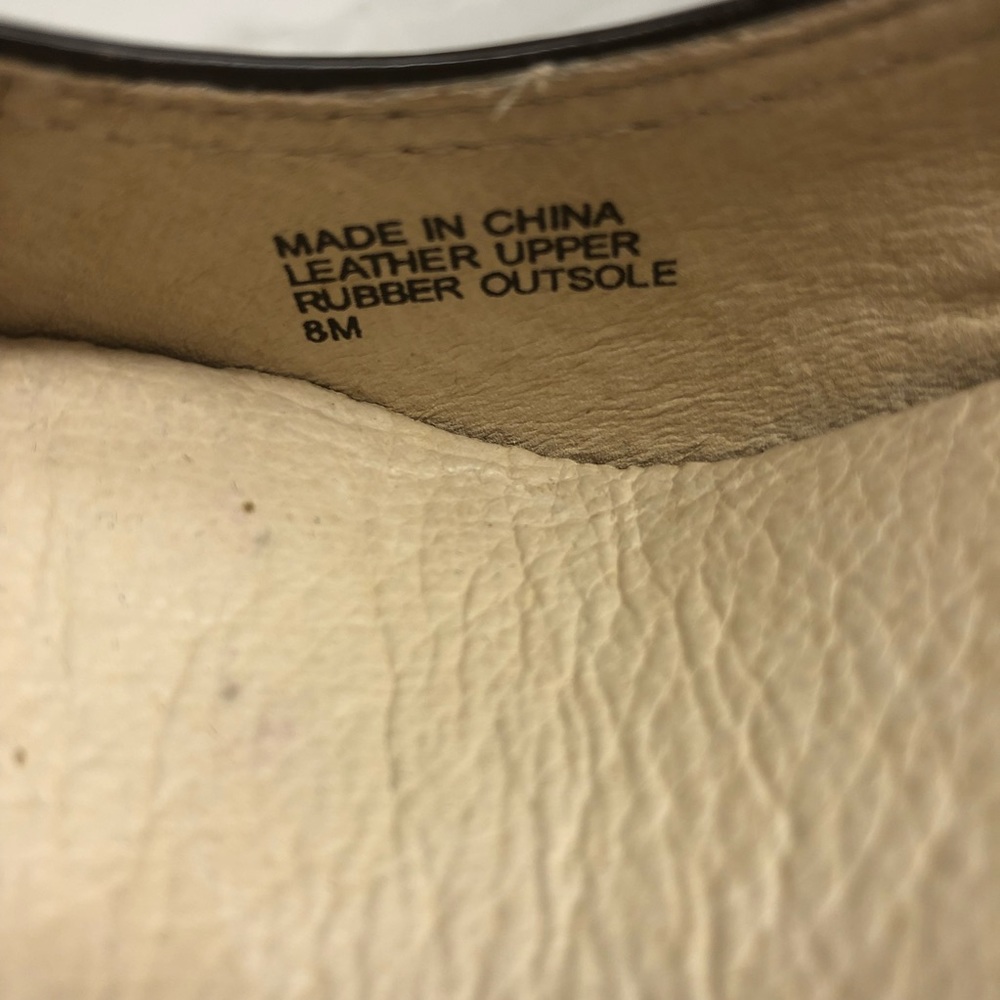 MADE IN CHINA
LEATHER UPPER
RUBBER OUTSOLE
8M